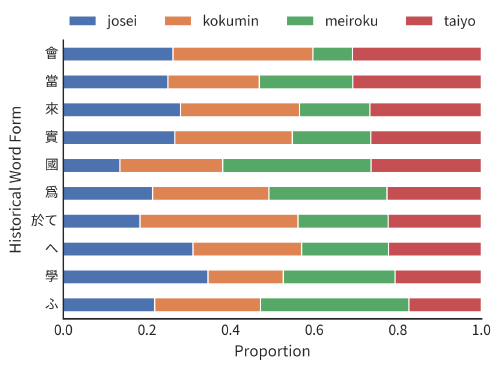 josei kokumin meiroku taiyo
Historical Word Form
會
當
來
實
國
爲
於て
へ
學
ふ
0.0 0.2 0.4 0.6 0.8 1.0
Proportion